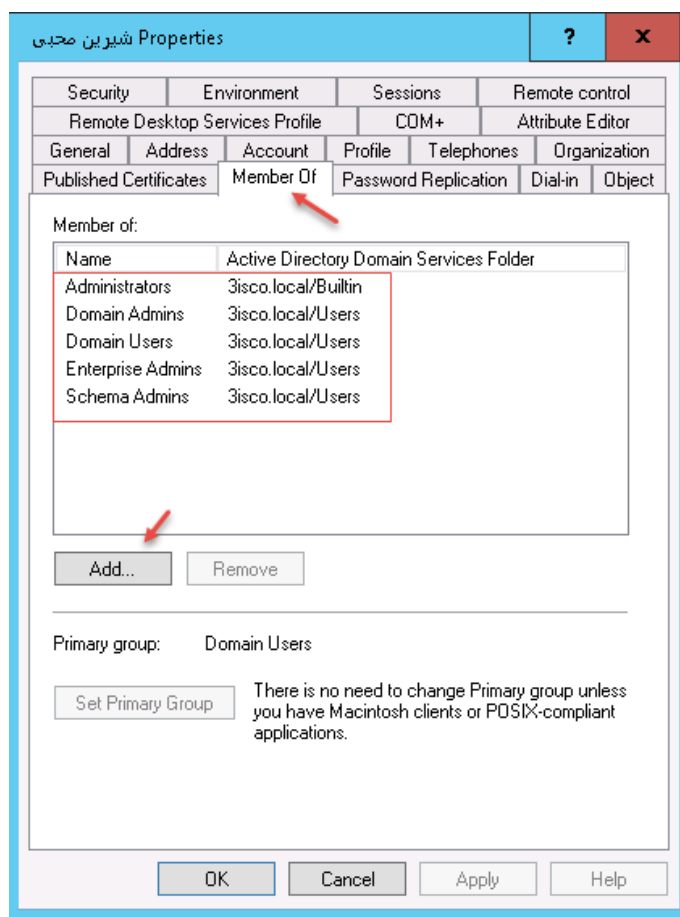 شیرین محبی Properties
? x
Security Environment Sessions Remote control
Remote Desktop Services Profile COM+ Attribute Editor
General Address Account Profile Telephones Organization
Published Certificates Member Of Password Replication Dial-in Object
Member of:
Name Active Directory Domain Services Folder
Administrators 3isco.local/Builtin
Domain Admins 3isco.local/Users
Domain Users 3isco.local/Users
Enterprise Admins 3isco.local/Users
Schema Admins 3isco.local/Users
Add... Remove
Primary group: Domain Users
Set Primary Group
There is no need to change Primary group unless
you have Macintosh clients or POSIX-compliant
applications.
OK Cancel Apply Help